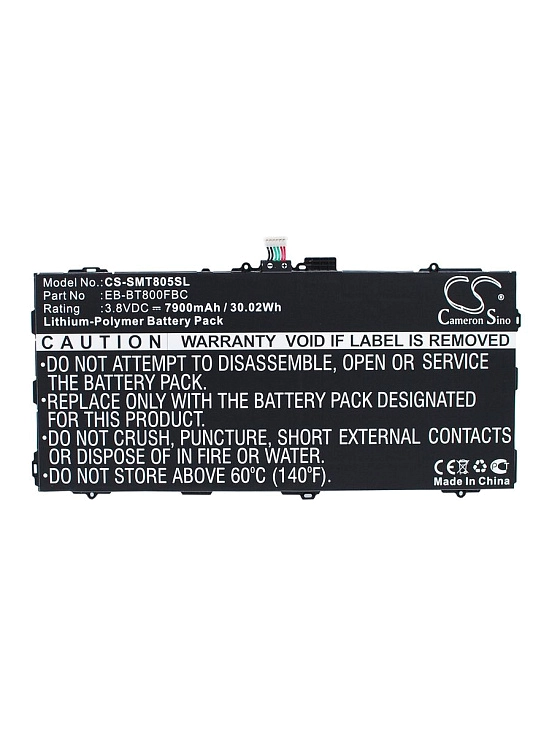 Model No.: CS-SMT805SL
Part No : EB-BT800FBC
Rating : 3.8VDC ⎓ 7900mAh / 30.02Wh
Lithium-Polymer Battery Pack
CS
Cameron Sino
CAUTION WARRANTY VOID IF LABEL IS REMOVED
•DO NOT ATTEMPT TO DISASSEMBLE, OPEN OR SERVICE
THE BATTERY PACK.
•REPLACE ONLY WITH THE BATTERY PACK DESIGNATED
FOR THIS PRODUCT.
•DO NOT CRUSH, PUNCTURE, SHORT EXTERNAL CONTACTS
OR DISPOSE OF IN FIRE OR WATER.
•DO NOT STORE ABOVE 60°C (140°F)
CE
Made In China